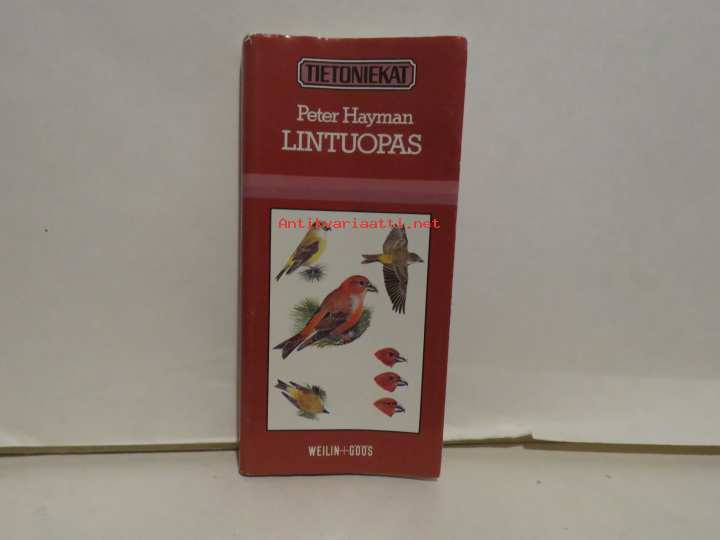 TIETONIEKAT
Peter Hayman
LINTUOPAS
Antikvariaatti.net
WEILIN+GÖÖS